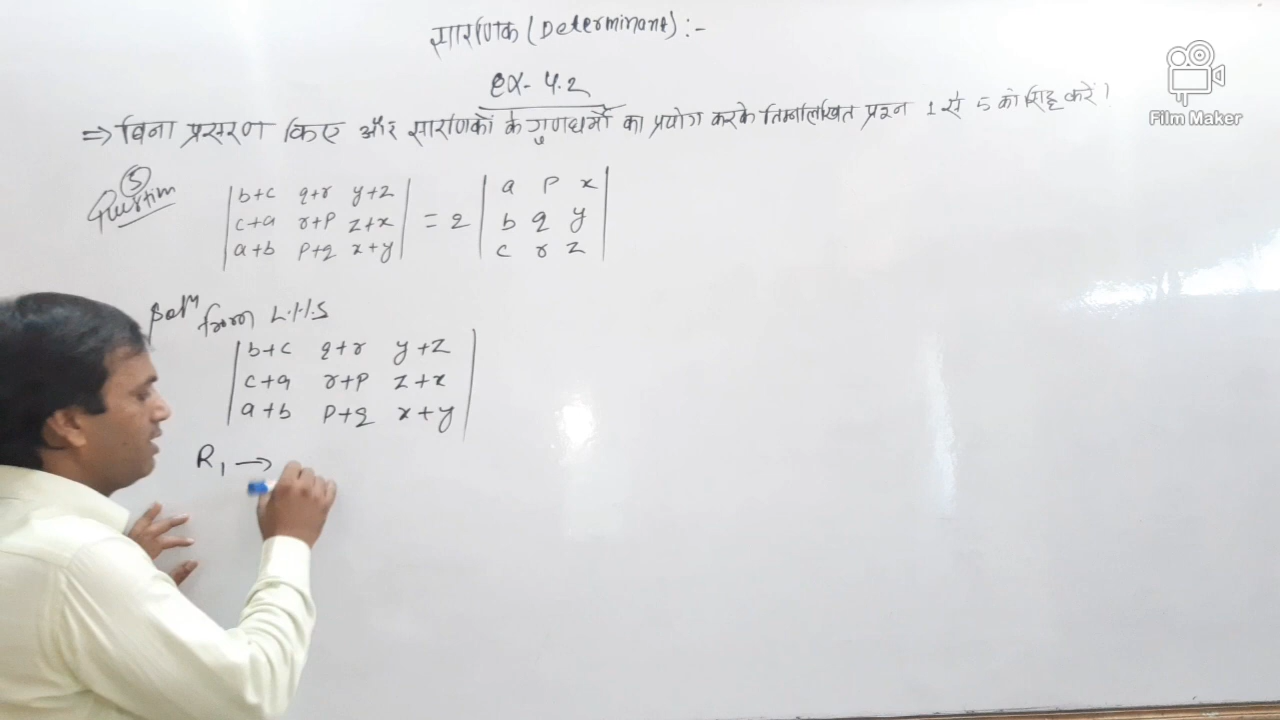 सारणिक (Determinant) :-
ex- 4.2
⇒ बिना प्रसरण किए और सारणिकों के गुणधर्मों का प्रयोग करके निम्नलिखित प्रश्न 1 से 5 को सिद्ध करें।
Film Maker
Question 5
| b+c q+r y+z | = 2 | a p x |
| c+a r+p z+x | | b q y |
| a+b p+q x+y | | c r z |
Solⁿ from L.H.S
| b+c q+r y+z |
| c+a r+p z+x |
| a+b p+q x+y |
R₁ →